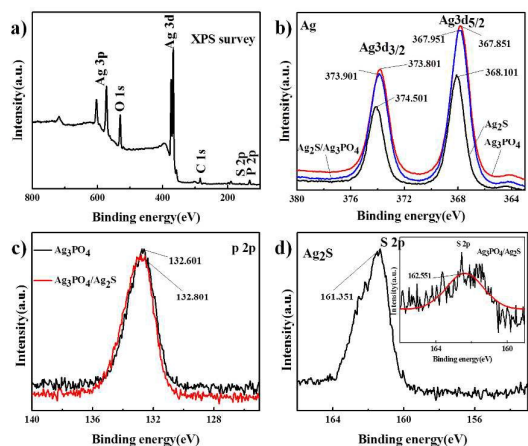 a)
XPS survey
Ag 3d
Ag 3p
O 1s
C 1s
S 2p
P 2p
Intensity(a.u.)
800 600 400 200
Binding energy(eV)
b)
Ag
Ag3d5/2
Ag3d3/2
367.951
367.851
373.801
373.901
368.101
374.501
Ag2S
Ag2S/Ag3PO4
Ag3PO4
Intensity(a.u.)
380 376 372 368 364
Binding energy(eV)
c)
p 2p
Ag3PO4
Ag3PO4/Ag2S
132.601
132.801
Intensity(a.u.)
140 136 132 128
Binding energy(eV)
d)
Ag2S
S 2p
161.351
Intensity(a.u.)
164 160 156
Binding energy(eV)
S 2p
Ag3PO4/Ag2S
162.551
Intensity(a.u.)
164 160
Binding energy(eV)